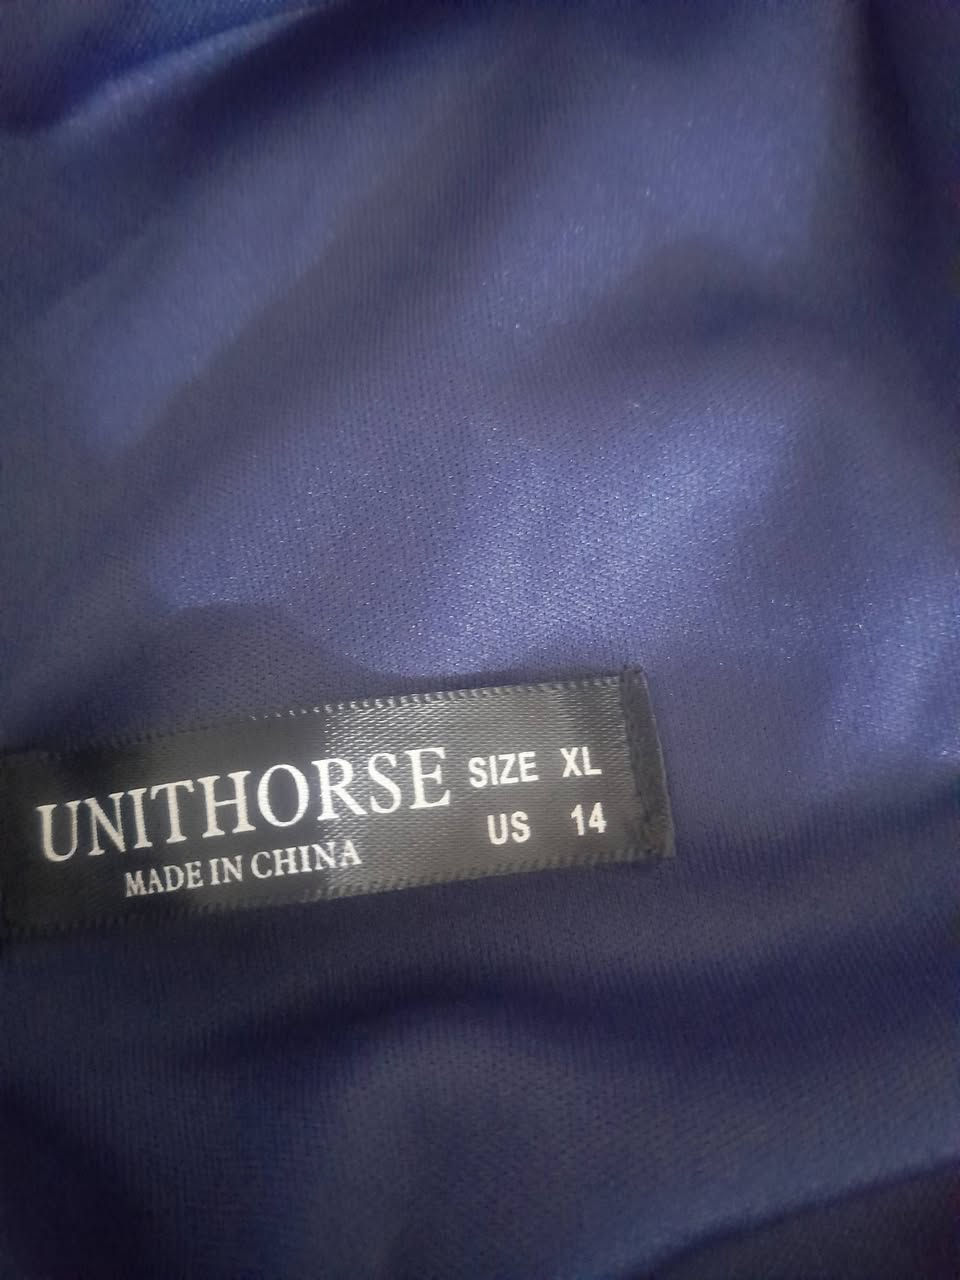 UNITHORSE
MADE IN CHINA
SIZE XL
US 14